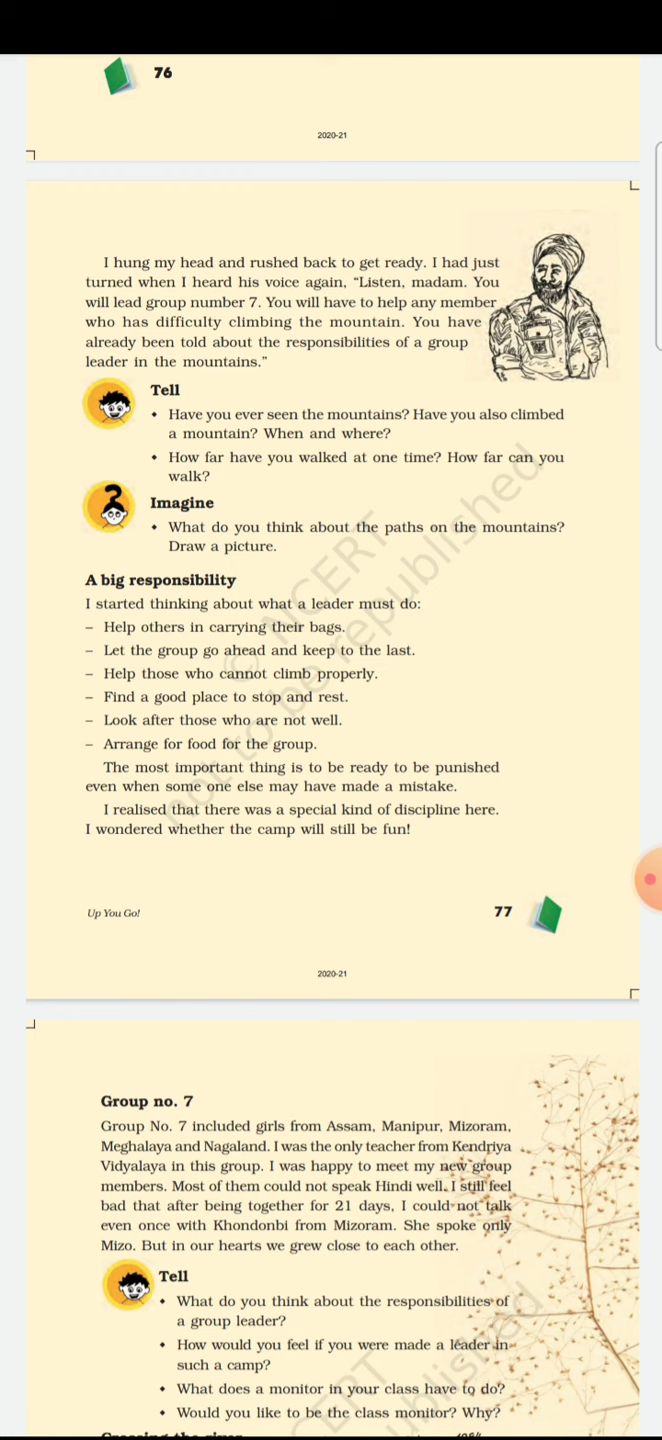 76
2020-21
I hung my head and rushed back to get ready. I had just
turned when I heard his voice again, “Listen, madam. You
will lead group number 7. You will have to help any member
who has difficulty climbing the mountain. You have
already been told about the responsibilities of a group
leader in the mountains.”
Tell
• Have you ever seen the mountains? Have you also climbed
a mountain? When and where?
• How far have you walked at one time? How far can you
walk?
Imagine
• What do you think about the paths on the mountains?
Draw a picture.
A big responsibility
I started thinking about what a leader must do:
– Help others in carrying their bags.
– Let the group go ahead and keep to the last.
– Help those who cannot climb properly.
– Find a good place to stop and rest.
– Look after those who are not well.
– Arrange for food for the group.
The most important thing is to be ready to be punished
even when some one else may have made a mistake.
I realised that there was a special kind of discipline here.
I wondered whether the camp will still be fun!
© NCERT
not to be republished
Up You Go!
77
2020-21
Group no. 7
Group No. 7 included girls from Assam, Manipur, Mizoram,
Meghalaya and Nagaland. I was the only teacher from Kendriya
Vidyalaya in this group. I was happy to meet my new group
members. Most of them could not speak Hindi well. I still feel
bad that after being together for 21 days, I could not talk
even once with Khondonbi from Mizoram. She spoke only
Mizo. But in our hearts we grew close to each other.
Tell
• What do you think about the responsibilities of
a group leader?
• How would you feel if you were made a leader in
such a camp?
• What does a monitor in your class have to do?
• Would you like to be the class monitor? Why?